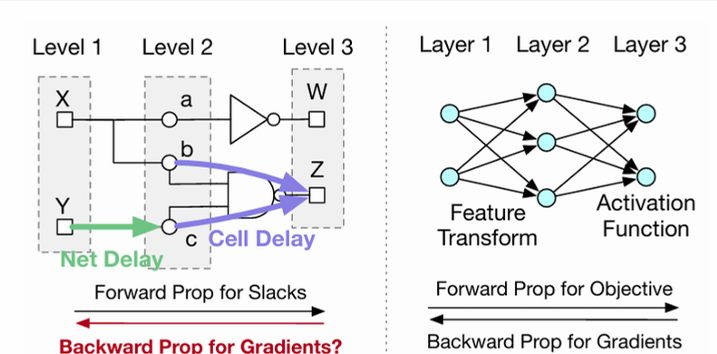 Level 1 Level 2 Level 3
X a W
b Z
Y c
Cell Delay
Net Delay
Forward Prop for Slacks
Backward Prop for Gradients?
Layer 1 Layer 2 Layer 3
Feature
Transform
Activation
Function
Forward Prop for Objective
Backward Prop for Gradients